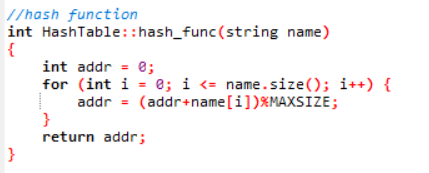 //hash function
int HashTable::hash_func(string name)
{
    int addr = 0;
    for (int i = 0; i <= name.size(); i++) {
        addr = (addr+name[i])%MAXSIZE;
    }
    return addr;
}